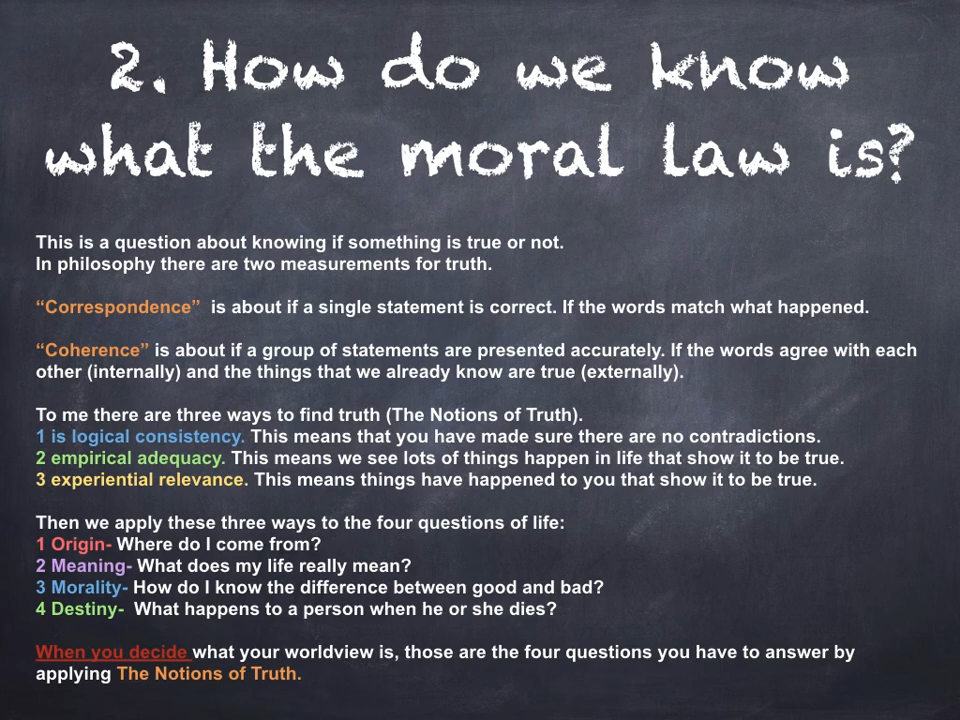 2. How do we know
what the moral law is?
This is a question about knowing if something is true or not.
In philosophy there are two measurements for truth.
“Correspondence”  is about if a single statement is correct. If the words match what happened.
“Coherence” is about if a group of statements are presented accurately. If the words agree with each
other (internally) and the things that we already know are true (externally).
To me there are three ways to find truth (The Notions of Truth).
1 is logical consistency. This means that you have made sure there are no contradictions.
2 empirical adequacy. This means we see lots of things happen in life that show it to be true.
3 experiential relevance. This means things have happened to you that show it to be true.
Then we apply these three ways to the four questions of life:
1 Origin- Where do I come from?
2 Meaning- What does my life really mean?
3 Morality- How do I know the difference between good and bad?
4 Destiny-  What happens to a person when he or she dies?
When you decide what your worldview is, those are the four questions you have to answer by
applying The Notions of Truth.